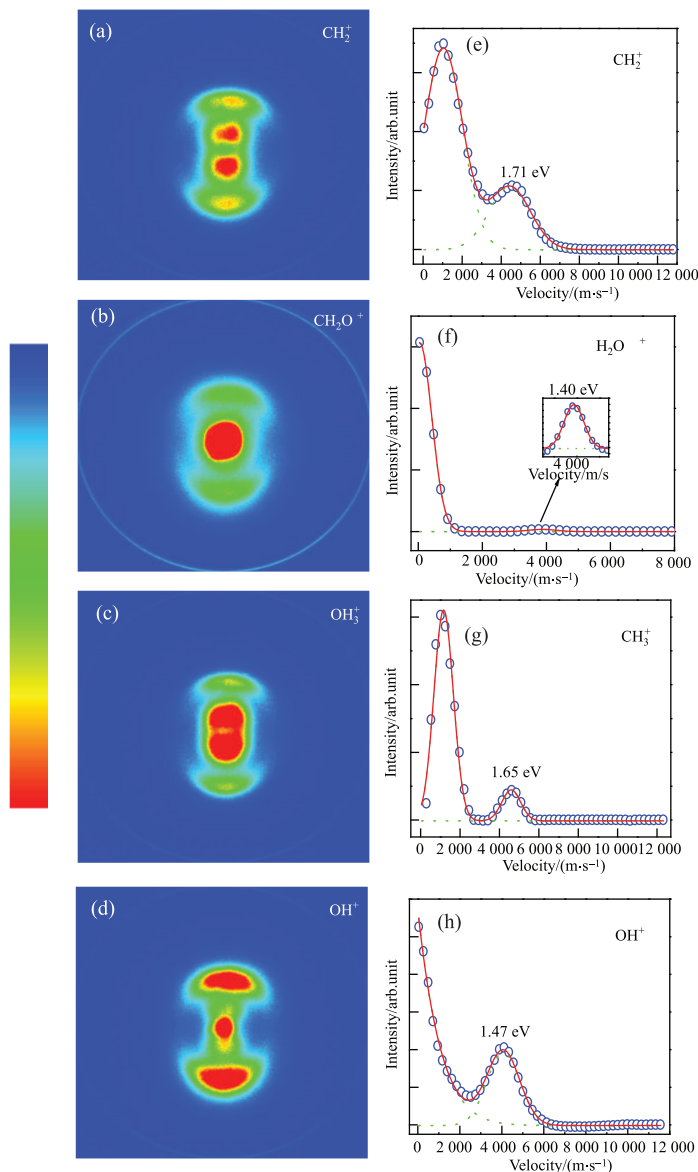 (a)
CH₂⁺
(e)
CH₂⁺
1.71 eV
Intensity/arb.unit
0 2 000 4 000 6 000 8 000 10 000 12 000
Velocity/(m·s⁻¹)
(b)
CH₂O ⁺
(f)
H₂O ⁺
1.40 eV
4 000
Velocity/m/s
Intensity/arb.unit
0 2000 4 000 6 000 8 000
Velocity/(m·s⁻¹)
(c)
OH₃⁺
(g)
CH₃⁺
1.65 eV
Intensity/arb.unit
0 2 000 4 000 6 000 8 000 10 000 12 000
Velocity/(m·s⁻¹)
(d)
OH⁺
(h)
OH⁺
1.47 eV
Intensity/arb.unit
0 2 000 4 000 6 000 8 000 10 000 12 000
Velocity/(m·s⁻¹)